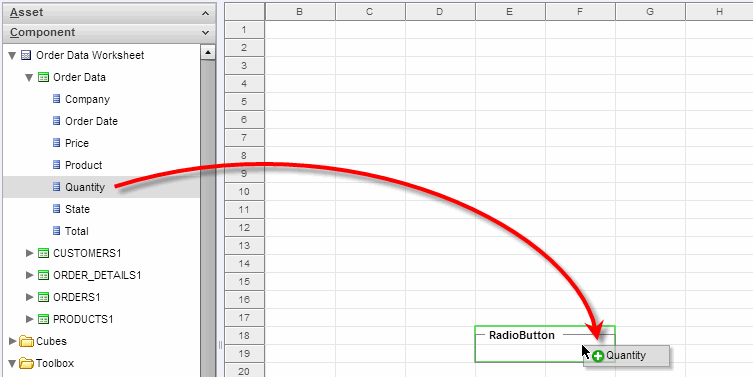 Asset
Component
Order Data Worksheet
Order Data
Company
Order Date
Price
Product
Quantity
State
Total
CUSTOMERS1
ORDER_DETAILS1
ORDERS1
PRODUCTS1
Cubes
Toolbox
B C D E F G H
1
2
3
4
5
6
7
8
9
10
11
12
13
14
15
16
17
18
19
20
RadioButton
Quantity